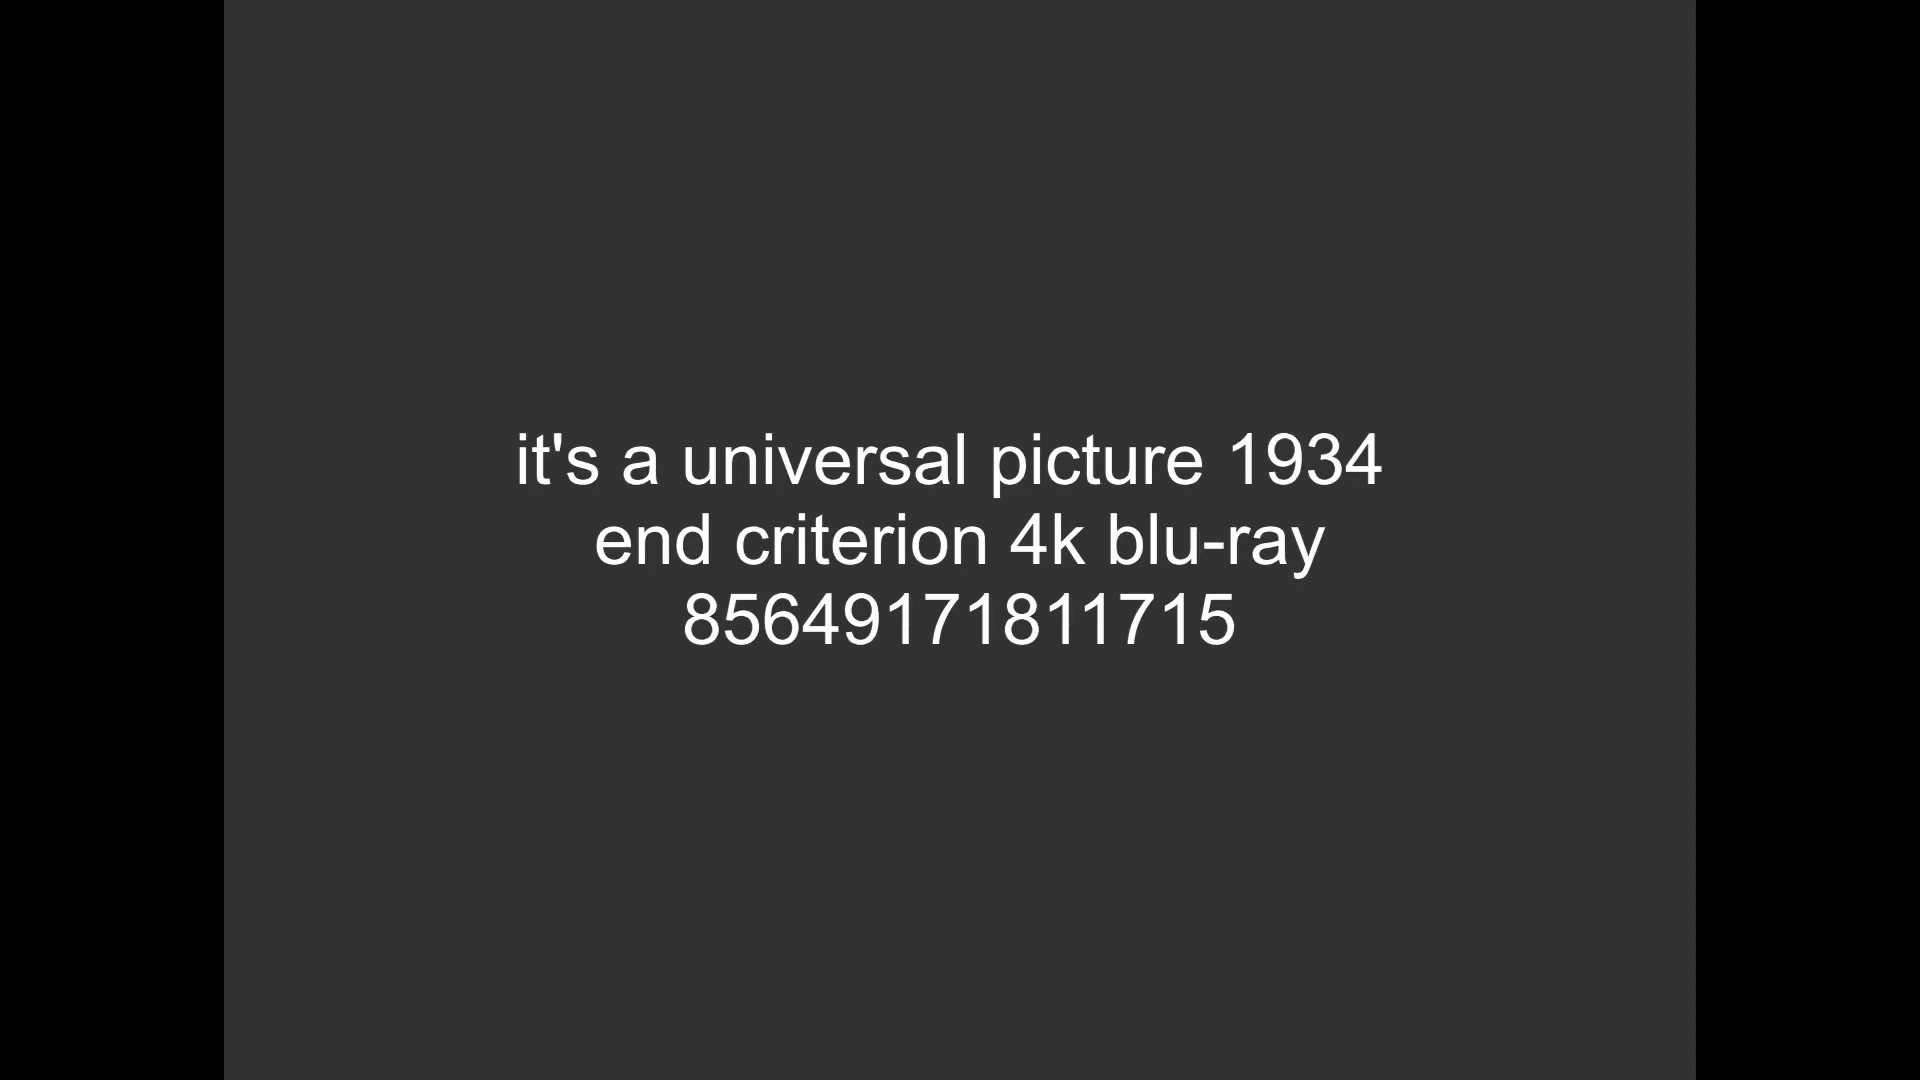 it's a universal picture 1934
end criterion 4k blu-ray
85649171811715